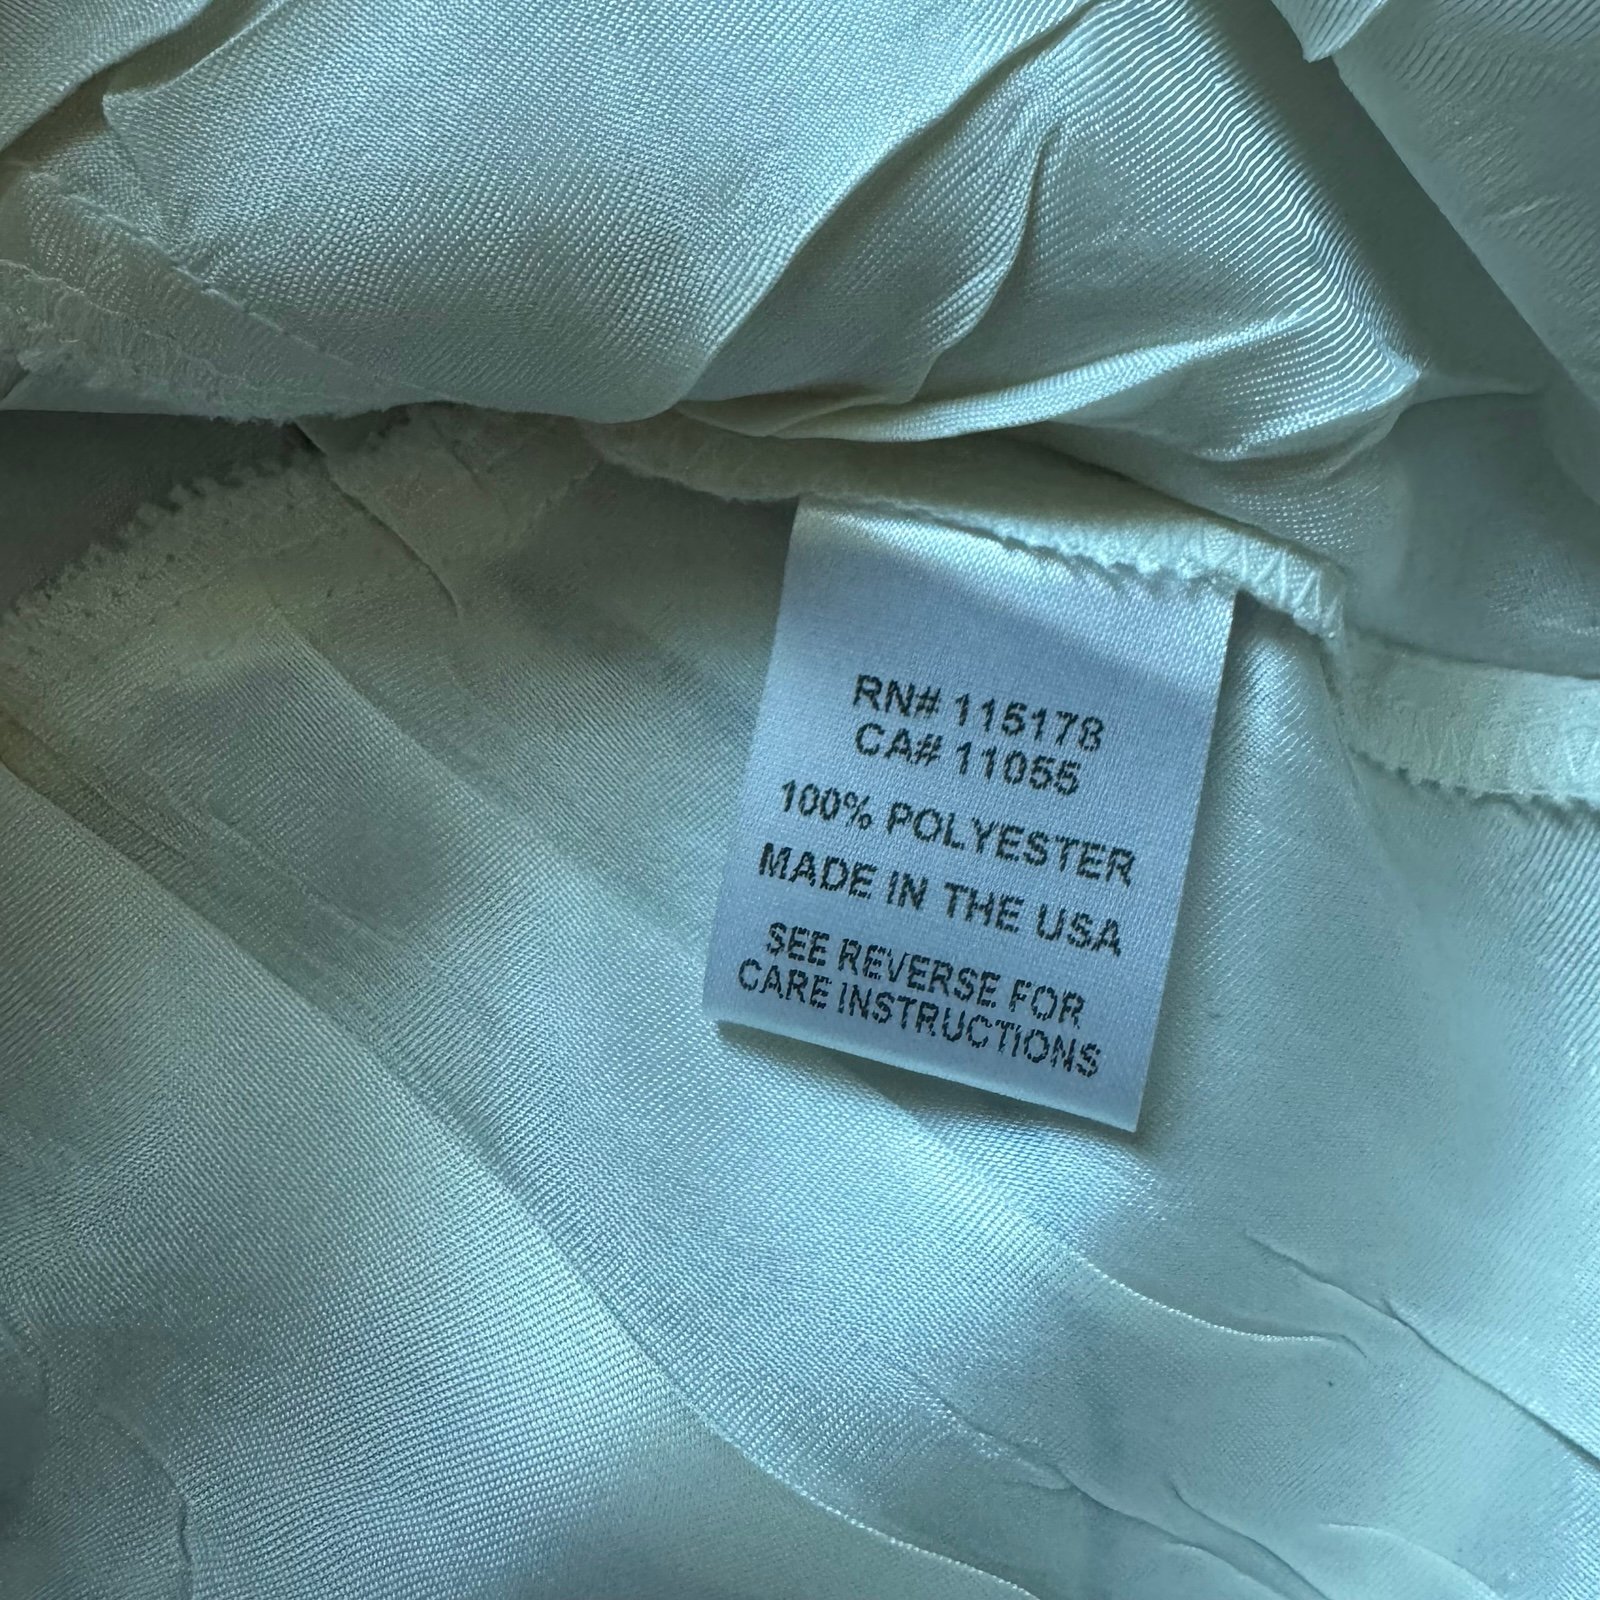 RN# 115178
CA# 11055
100% POLYESTER
MADE IN THE USA
SEE REVERSE FOR
CARE INSTRUCTIONS